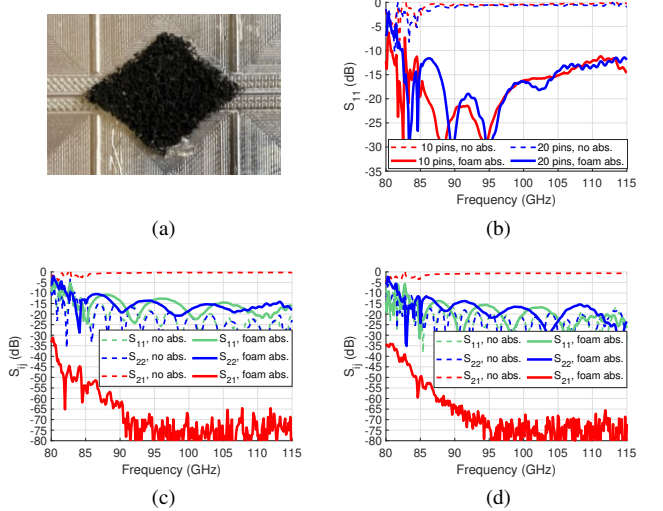 0
-5
-10
-15
-20
-25
-30
-35
S11 (dB)
10 pins, no abs.
20 pins, no abs.
10 pins, foam abs.
20 pins, foam abs.
80 85 90 95 100 105 110 115
Frequency (GHz)
(a)
(b)
0
-5
-10
-15
-20
-25
-30
-35
-40
-45
-50
-55
-60
-65
-70
-75
-80
Sij (dB)
S11, no abs.
S11, foam abs.
S22, no abs.
S22, foam abs.
S21, no abs.
S21, foam abs.
80 85 90 95 100 105 110 115
Frequency (GHz)
(c)
0
-5
-10
-15
-20
-25
-30
-35
-40
-45
-50
-55
-60
-65
-70
-75
-80
Sij (dB)
S11, no abs.
S11, foam abs.
S22, no abs.
S22, foam abs.
S21, no abs.
S21, foam abs.
80 85 90 95 100 105 110 115
Frequency (GHz)
(d)